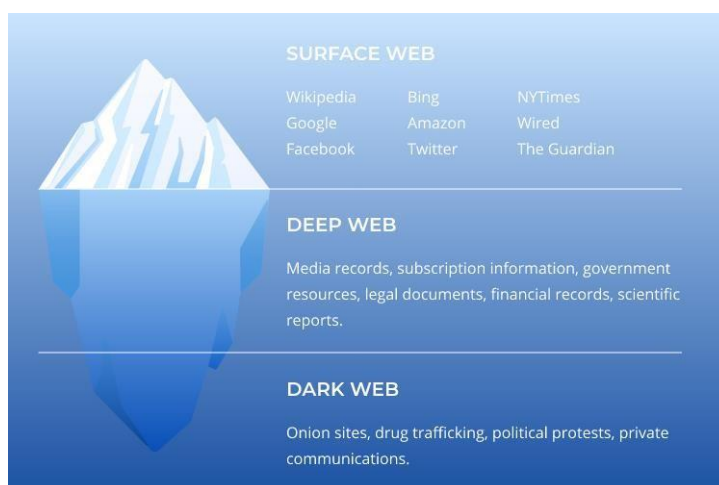 SURFACE WEB
Wikipedia Bing NYTimes
Google Amazon Wired
Facebook Twitter The Guardian
DEEP WEB
Media records, subscription information, government
resources, legal documents, financial records, scientific
reports.
DARK WEB
Onion sites, drug trafficking, political protests, private
communications.